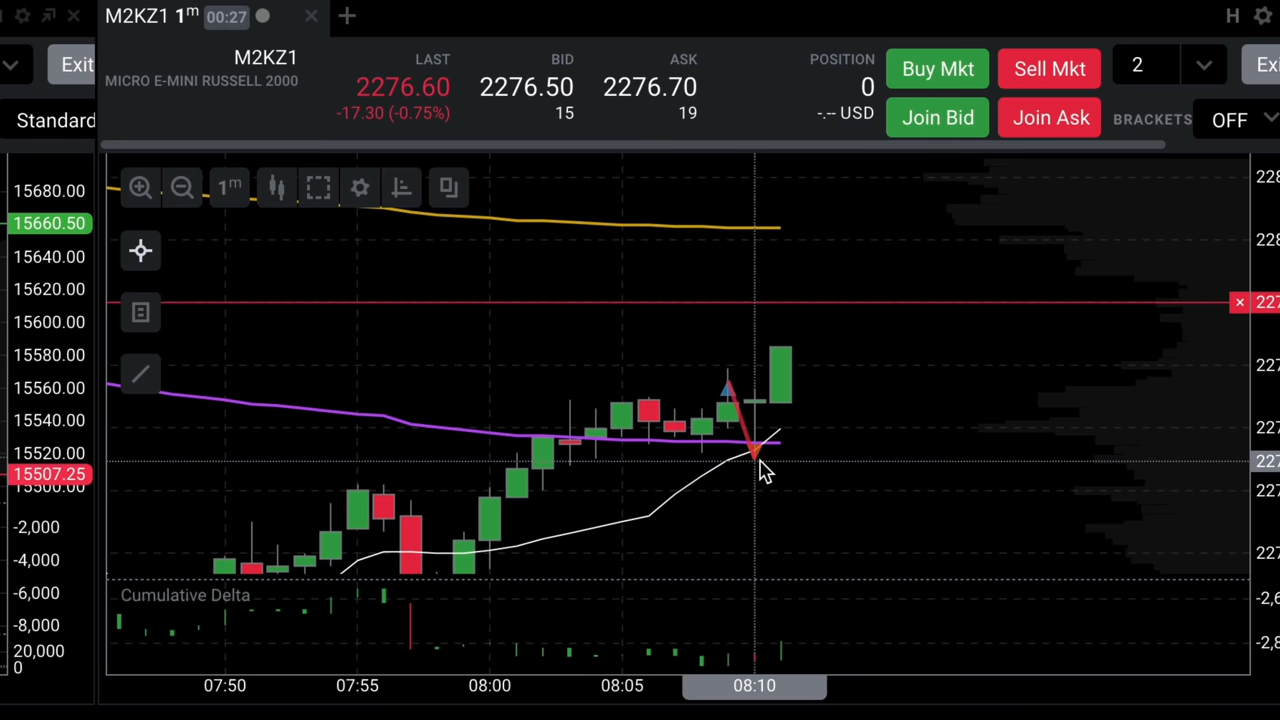 M2KZ1 1m 00:27
H
Exit
M2KZ1
MICRO E-MINI RUSSELL 2000
LAST
2276.60
-17.30 (-0.75%)
BID
2276.50
15
ASK
2276.70
19
POSITION
0
-.-- USD
Buy Mkt
Sell Mkt
2
Join Bid
Join Ask
BRACKETS
OFF
Standard
1m
15680.00
15660.50
15640.00
15620.00
15600.00
15580.00
15560.00
15540.00
15520.00
15507.25
15500.00
-2,000
-4,000
-6,000
-8,000
20,000
0
Cumulative Delta
07:50
07:55
08:00
08:05
08:10